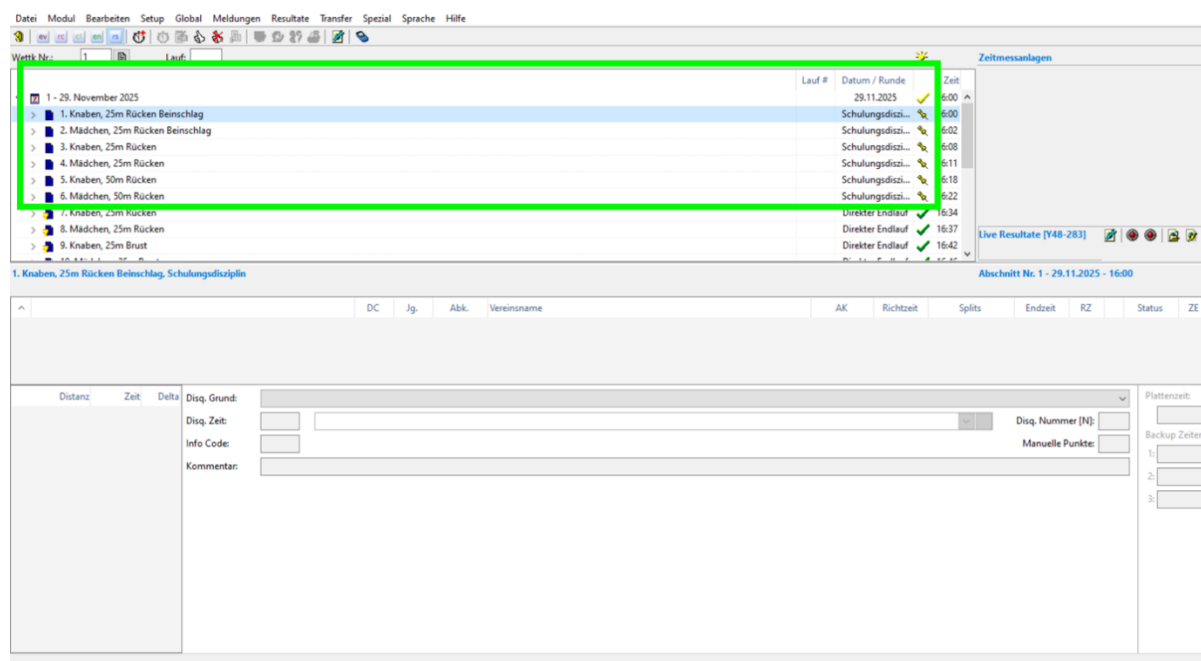 Datei Modul Bearbeiten Setup Global Meldungen Resultate Transfer Spezial Sprache Hilfe
ev rc en rs
Wettk Nr.: 1 Lauf: Zeitmessanlagen
Lauf # Datum / Runde Zeit
1 - 29. November 2025 29.11.2025 6:00
1. Knaben, 25m Rücken Beinschlag Schulungsdiszi... 6:00
2. Mädchen, 25m Rücken Beinschlag Schulungsdiszi... 6:02
3. Knaben, 25m Rücken Schulungsdiszi... 6:08
4. Mädchen, 25m Rücken Schulungsdiszi... 6:11
5. Knaben, 50m Rücken Schulungsdiszi... 6:18
6. Mädchen, 50m Rücken Schulungsdiszi... 6:22
7. Knaben, 25m Rücken Direkter Endlauf 16:34
8. Mädchen, 25m Rücken Direkter Endlauf 16:37
Live Resultate [Y48-283]
9. Knaben, 25m Brust Direkter Endlauf 16:42
1. Knaben, 25m Rücken Beinschlag, Schulungsdisziplin Abschnitt Nr. 1 - 29.11.2025 - 16:00
DC Jg. Abk. Vereinsname AK Richtzeit Splits Endzeit RZ Status ZE
Distanz Zeit Delta Disq. Grund: Plattenzeit:
Disq. Zeit: Disq. Nummer [N]:
Backup Zeiten
Info Code: Manuelle Punkte:
1:
Kommentar:
2:
3: